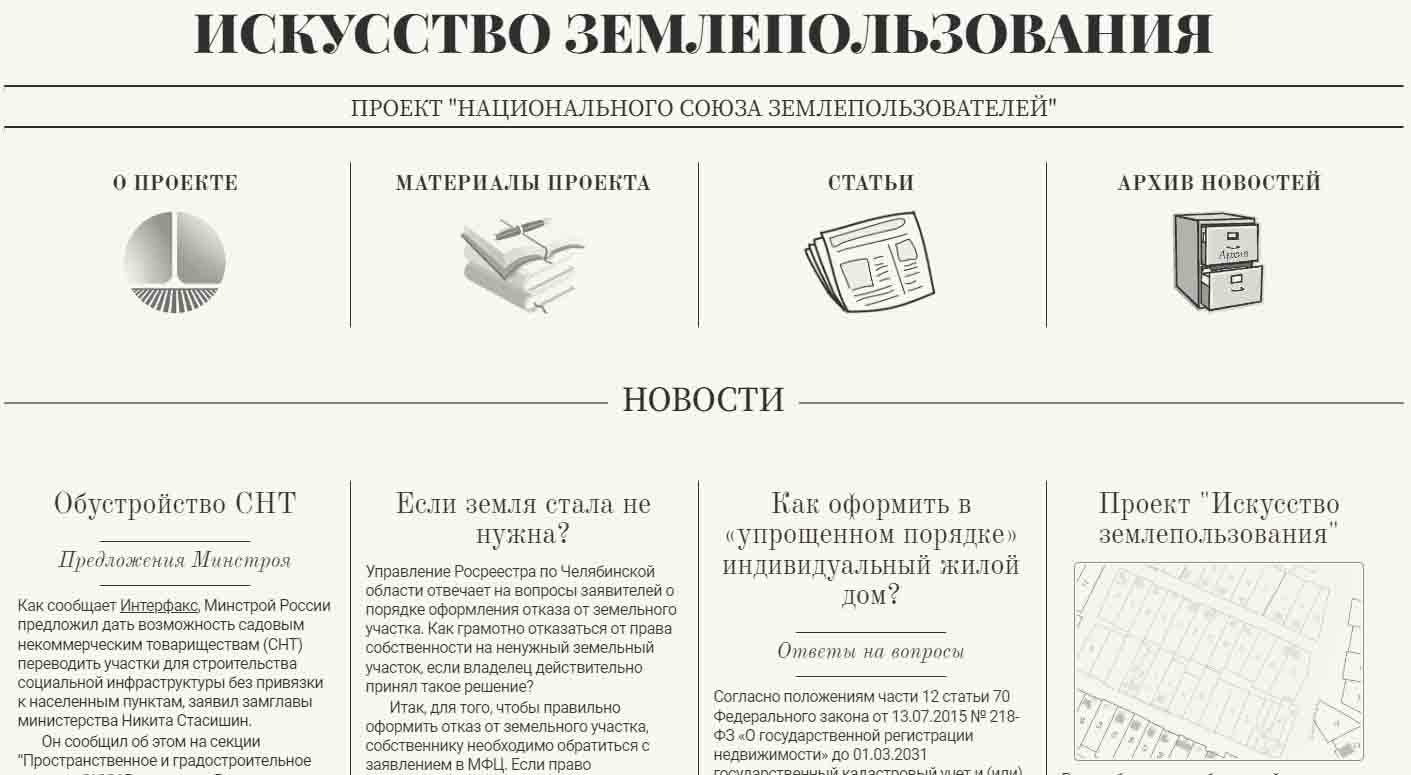 ИСКУССТВО ЗЕМЛЕПОЛЬЗОВАНИЯ
ПРОЕКТ "НАЦИОНАЛЬНОГО СОЮЗА ЗЕМЛЕПОЛЬЗОВАТЕЛЕЙ"
О ПРОЕКТЕ
МАТЕРИАЛЫ ПРОЕКТА
СТАТЬИ
АРХИВ НОВОСТЕЙ
Архив
НОВОСТИ
Обустройство СНТ
Предложения Минстроя
Как сообщает Интерфакс, Минстрой России
предложил дать возможность садовым
некоммерческим товариществам (СНТ)
переводить участки для строительства
социальной инфраструктуры без привязки
к населенным пунктам, заявил замглавы
министерства Никита Стасишин.
Он сообщил об этом на секции
"Пространственное и градостроительное
Если земля стала не
нужна?
Управление Росреестра по Челябинской
области отвечает на вопросы заявителей о
порядке оформления отказа от земельного
участка. Как грамотно отказаться от права
собственности на ненужный земельный
участок, если владелец действительно
принял такое решение?
Итак, для того, чтобы правильно
оформить отказ от земельного участка,
собственнику необходимо обратиться с
заявлением в МФЦ. Если право
Как оформить в
«упрощенном порядке»
индивидуальный жилой
дом?
Ответы на вопросы
Согласно положениям части 12 статьи 70
Федерального закона от 13.07.2015 № 218-
ФЗ «О государственной регистрации
недвижимости» до 01.03.2031
государственный кадастровый учет и (или)
Проект "Искусство
землепользования"